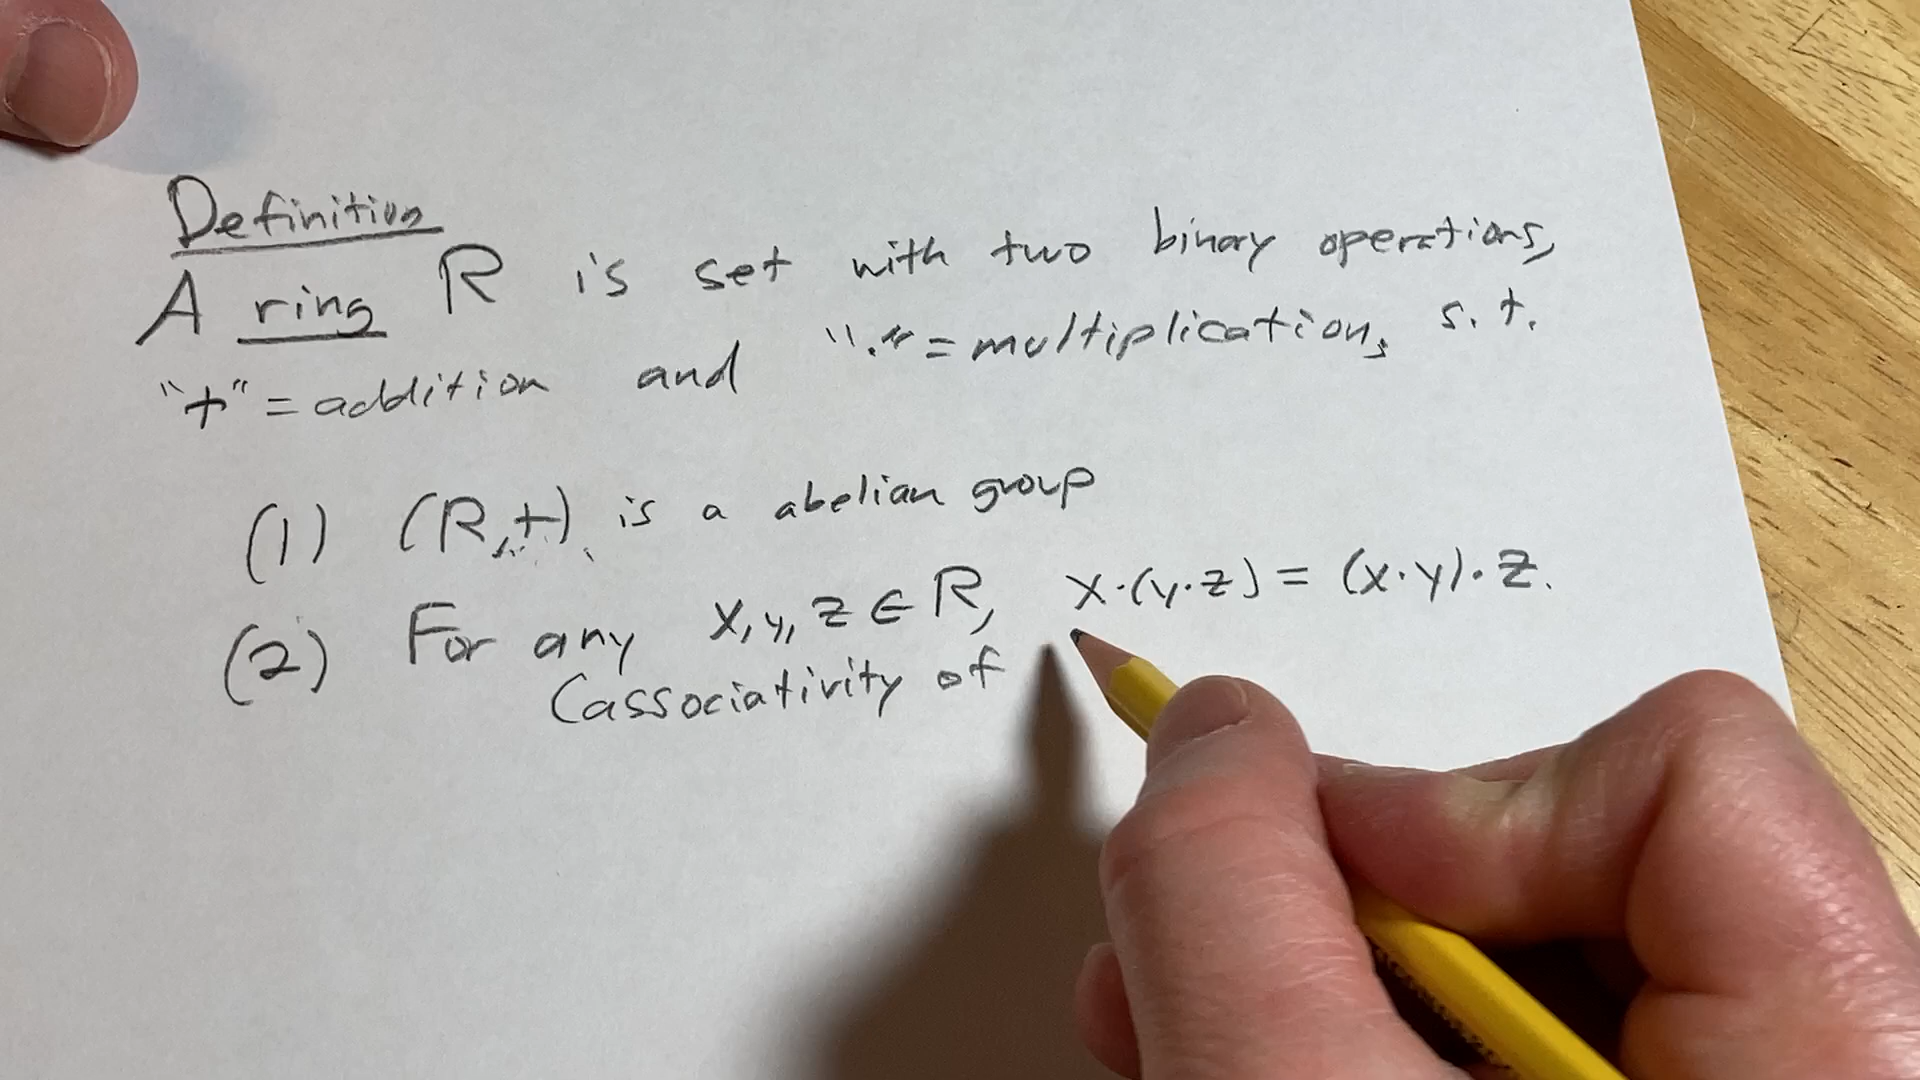 Definition
A ring R is set with two binary operations,
"+" = addition and "·" = multiplication, s.t.
(1) (R,+) is a abelian group
(2) For any x, y, z ∈ R, x·(y·z) = (x·y)·z.
(associativity of